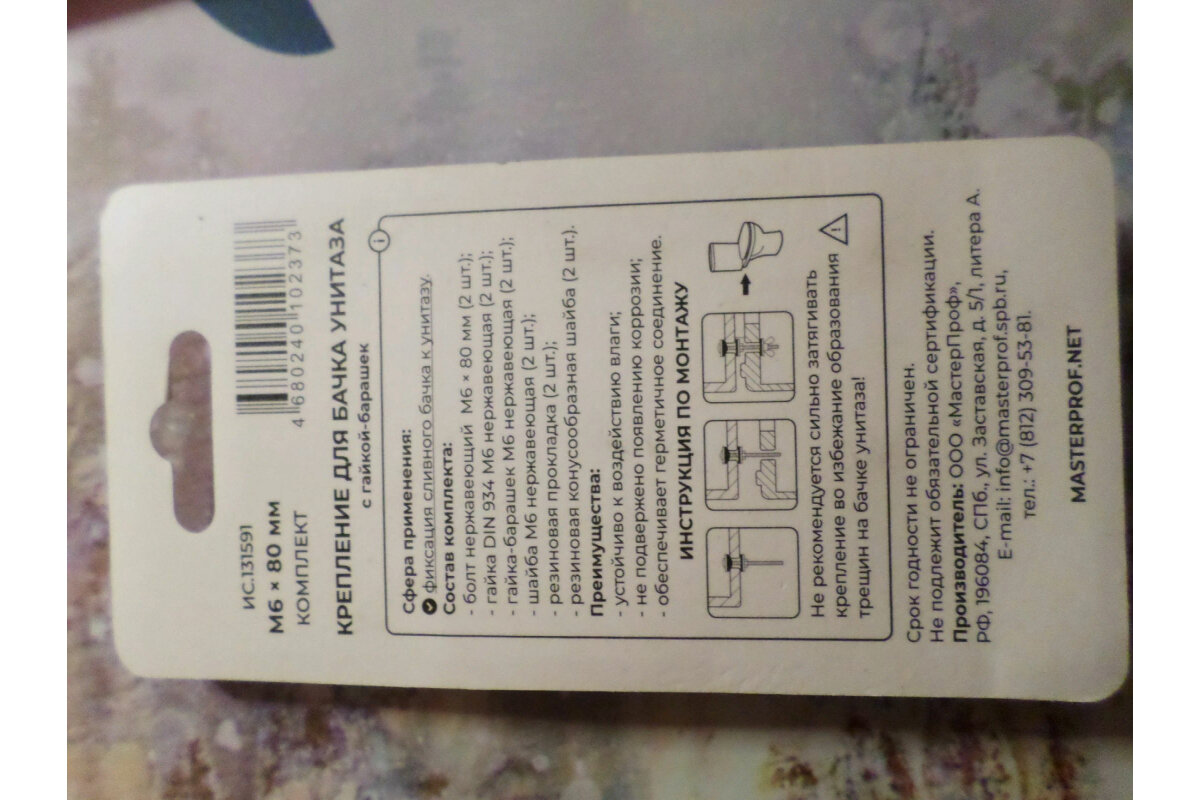 ИС.131591
М6 × 80 мм
КОМПЛЕКТ
4 680240 102373
КРЕПЛЕНИЕ ДЛЯ БАЧКА УНИТАЗА
с гайкой-барашек
i
Сфера применения:
фиксация сливного бачка к унитазу.
Состав комплекта:
- болт нержавеющий М6 × 80 мм (2 шт.);
- гайка DIN 934 М6 нержавеющая (2 шт.);
- гайка-барашек М6 нержавеющая (2 шт.);
- шайба М6 нержавеющая (2 шт.);
- резиновая прокладка (2 шт.);
- резиновая конусообразная шайба (2 шт.).
Преимущества:
- устойчиво к воздействию влаги;
- не подвержено появлению коррозии;
- обеспечивает герметичное соединение.
ИНСТРУКЦИЯ ПО МОНТАЖУ
Не рекомендуется сильно затягивать
крепление во избежание образования
трещин на бачке унитаза!
Срок годности не ограничен.
Не подлежит обязательной сертификации.
Производитель: ООО «МастерПроф»,
РФ, 196084, СПб., ул. Заставская, д. 5/1, литера А.
E-mail: info@masterprof.spb.ru,
тел.: +7 (812) 309-53-81.
MASTERPROF.NET